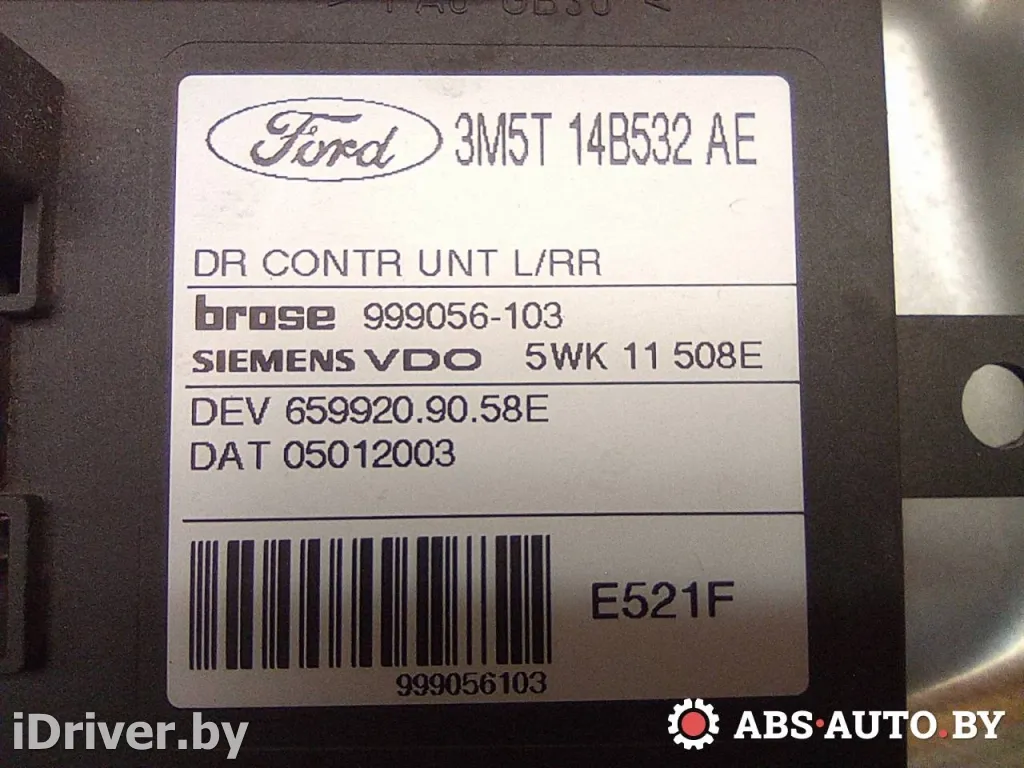 Ford 3M5T 14B532 AE
DR CONTR UNT L/RR
brose 999056-103
SIEMENS VDO 5WK 11 508E
DEV 659920.90.58E
DAT 05012003
E521F
999056103
iDriver.by
ABS-AUTO.BY